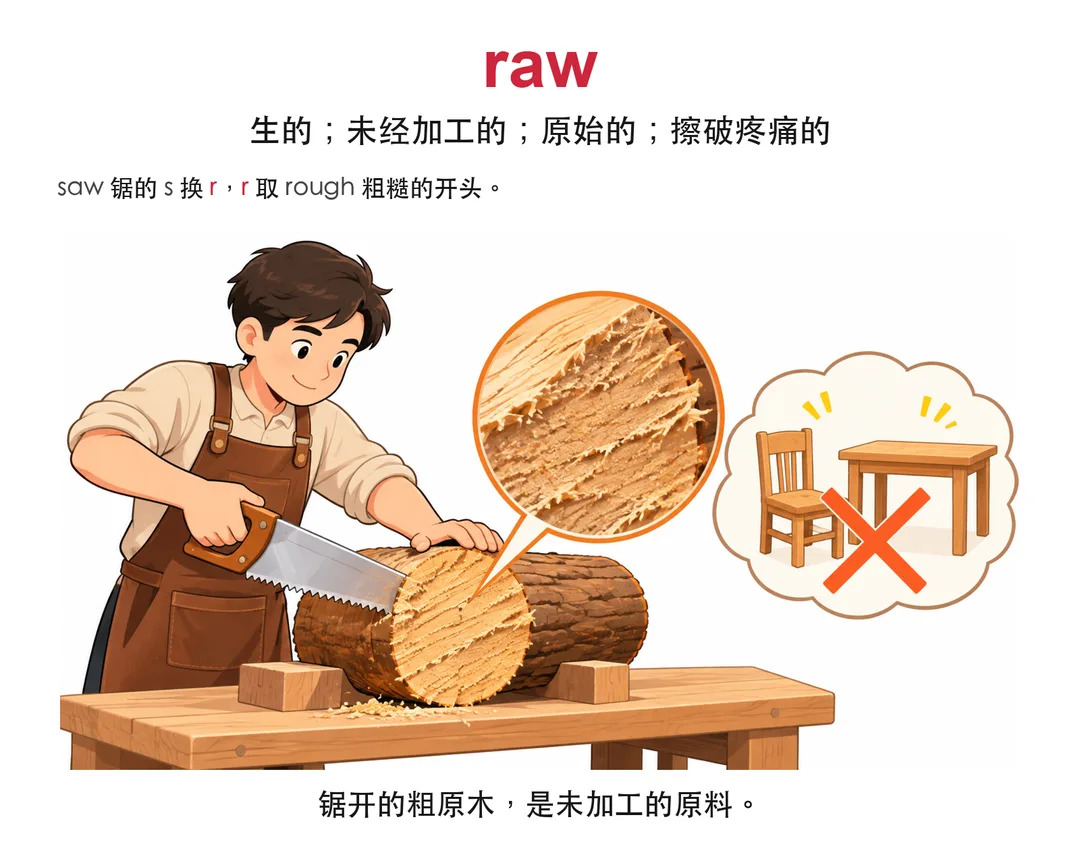 raw
生的；未经加工的；原始的；擦破疼痛的
saw 锯的 s 换 r，r 取 rough 粗糙的开头。
锯开的粗原木，是未加工的原料。